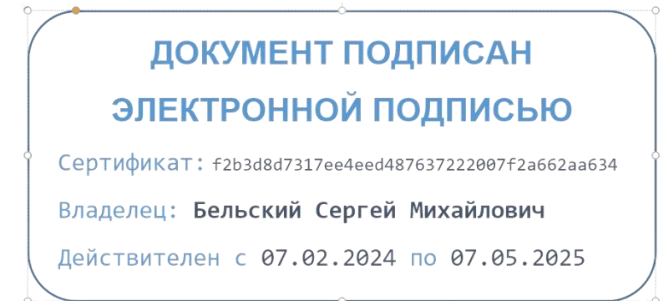 ДОКУМЕНТ ПОДПИСАН
ЭЛЕКТРОННОЙ ПОДПИСЬЮ
Сертификат: f2b3d8d7317ee4eed487637222007f2a662aa634
Владелец: Бельский Сергей Михайлович
Действителен с 07.02.2024 по 07.05.2025